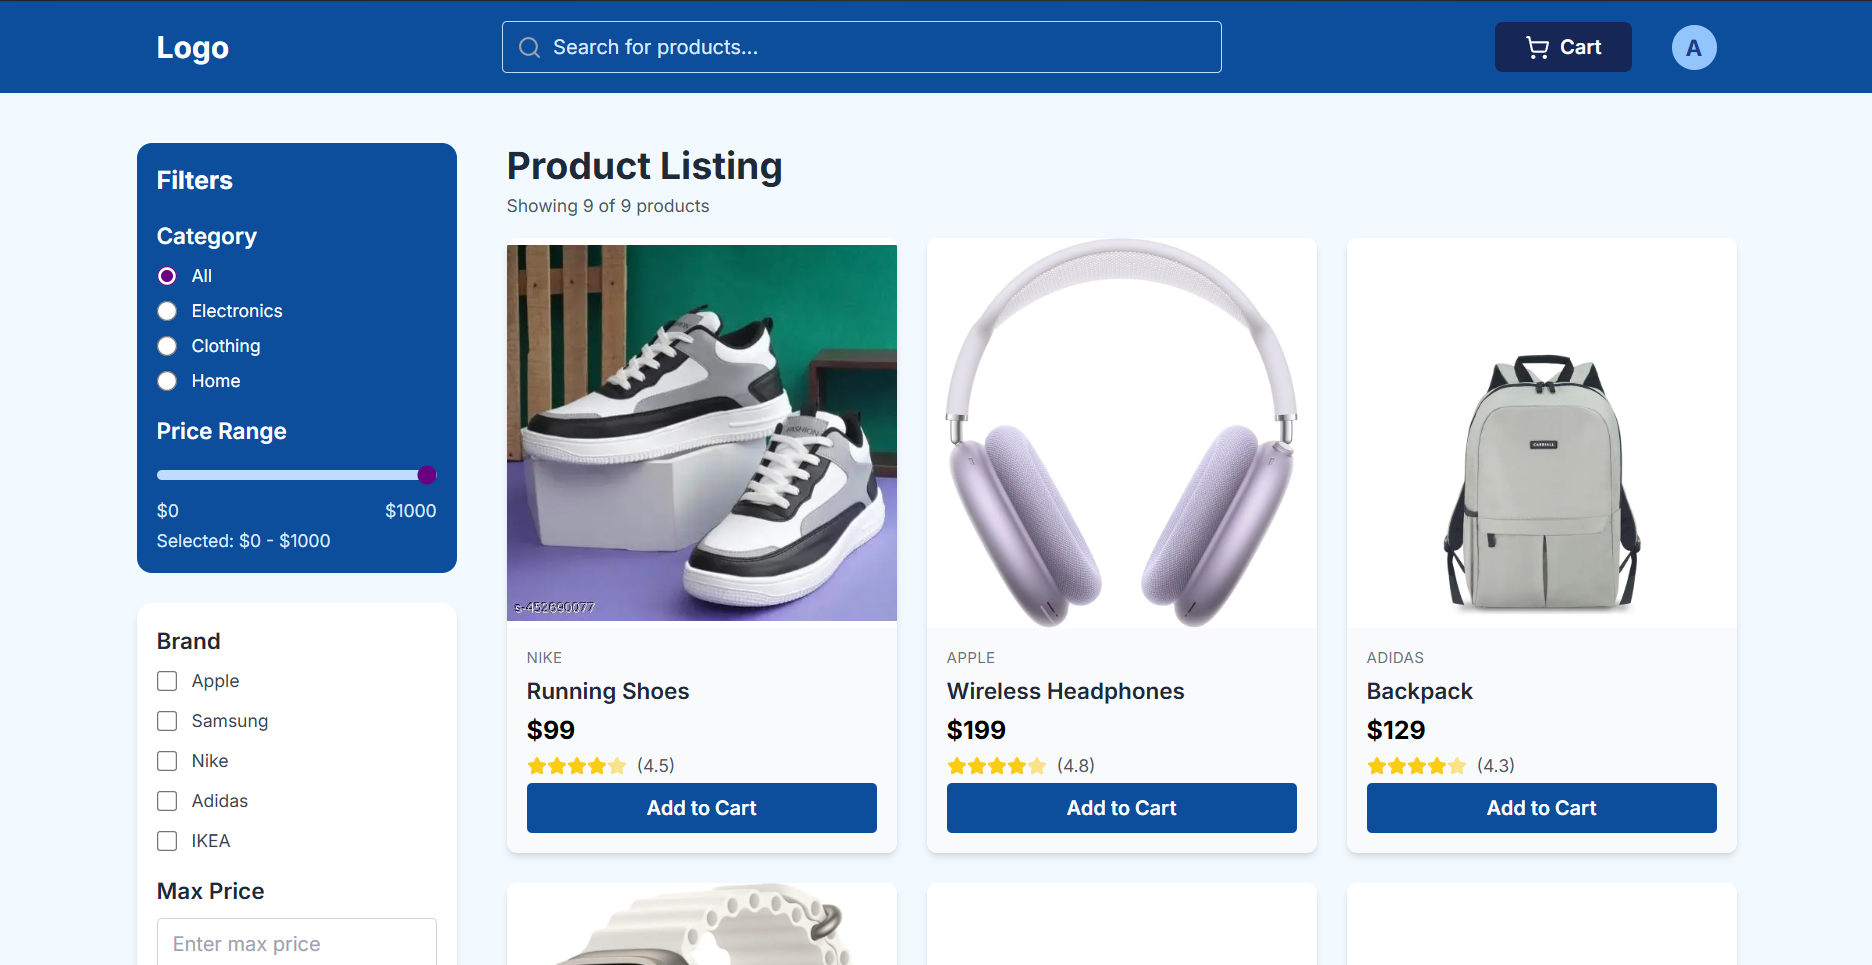 Logo
Search for products...
Cart
A
Filters
Category
All
Electronics
Clothing
Home
Price Range
$0
$1000
Selected: $0 - $1000
Brand
Apple
Samsung
Nike
Adidas
IKEA
Max Price
Enter max price
Product Listing
Showing 9 of 9 products
FASHION
s-452690077
NIKE
Running Shoes
$99
(4.5)
Add to Cart
APPLE
Wireless Headphones
$199
(4.8)
Add to Cart
CARRIALL
ADIDAS
Backpack
$129
(4.3)
Add to Cart